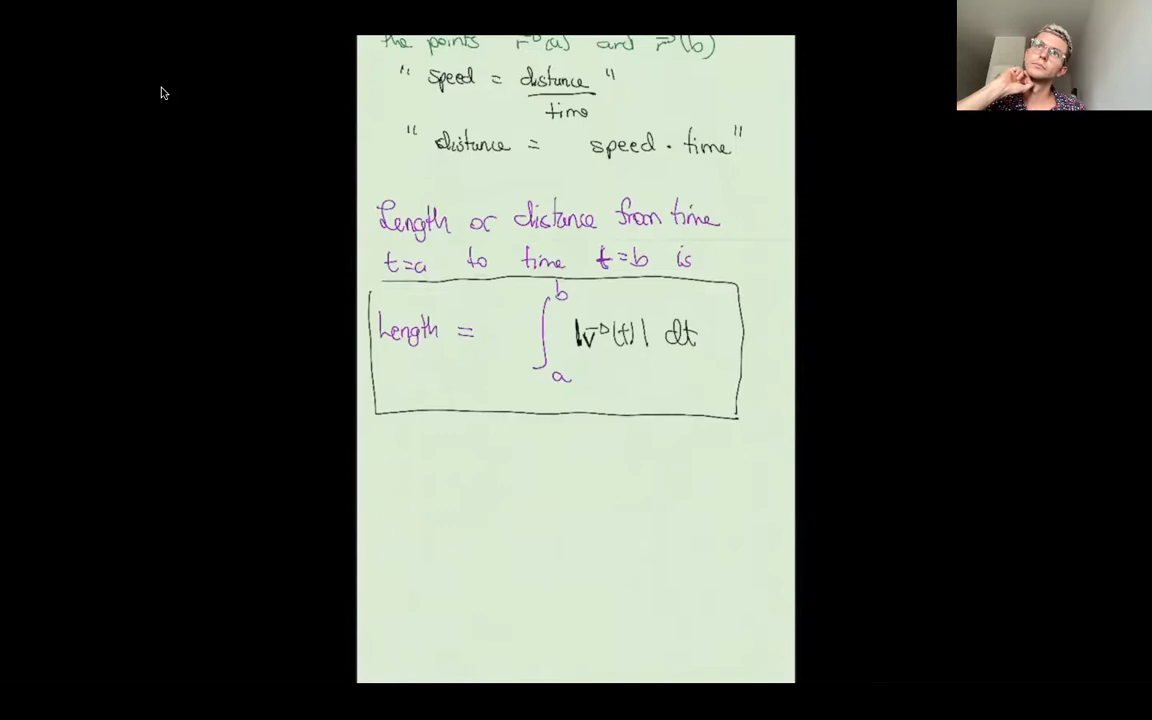 the points r(a) and r(b)
" speed = distance "
time
" distance = speed · time "
Length or distance from time
t=a to time t=b is
Length = ∫ₐᵇ |v(t)| dt